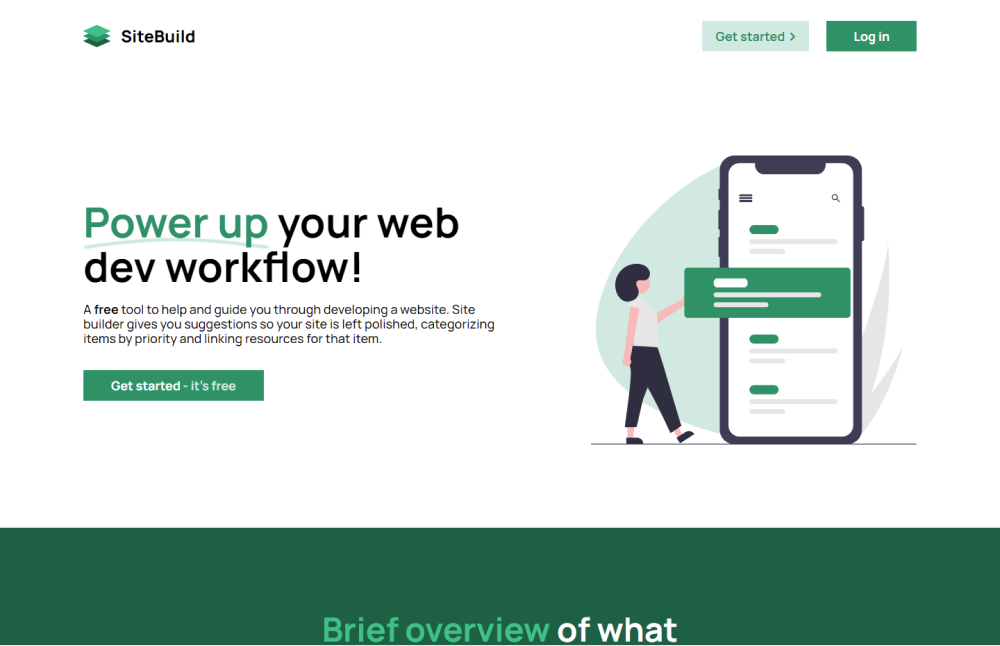 SiteBuild
Get started
Log in
Power up your web
dev workflow!
A free tool to help and guide you through developing a website. Site
builder gives you suggestions so your site is left polished, categorizing
items by priority and linking resources for that item.
Get started - it's free
Brief overview of what